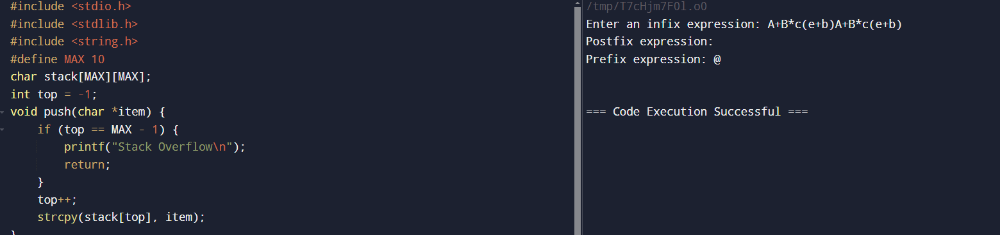 #include <stdio.h>
#include <stdlib.h>
#include <string.h>
#define MAX 10
char stack[MAX][MAX];
int top = -1;
void push(char *item) {
    if (top == MAX - 1) {
        printf("Stack Overflow\n");
        return;
    }
    top++;
    strcpy(stack[top], item);
}
/tmp/T7cHjm7F0l.o0
Enter an infix expression: A+B*c(e+b)A+B*c(e+b)
Postfix expression:
Prefix expression: @
=== Code Execution Successful ===